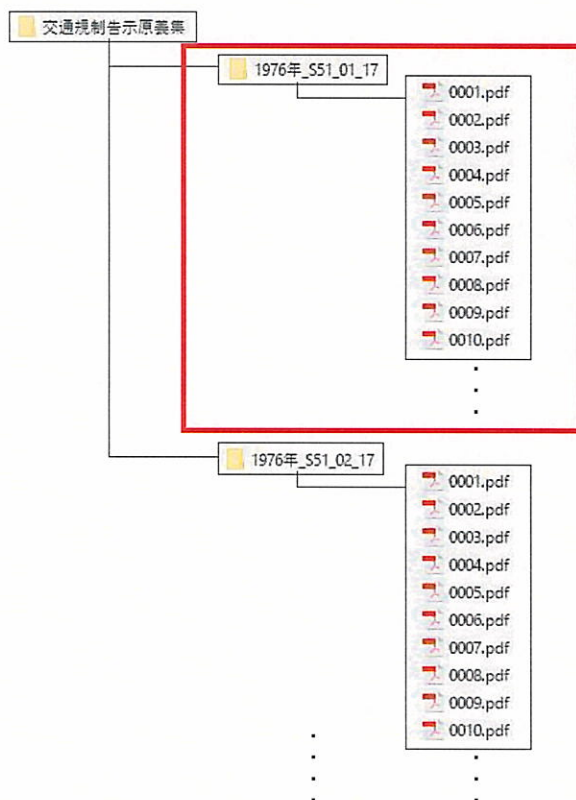 交通規制告示原義集
1976年_S51_01_17
0001.pdf
0002.pdf
0003.pdf
0004.pdf
0005.pdf
0006.pdf
0007.pdf
0008.pdf
0009.pdf
0010.pdf
1976年_S51_02_17
0001.pdf
0002.pdf
0003.pdf
0004.pdf
0005.pdf
0006.pdf
0007.pdf
0008.pdf
0009.pdf
0010.pdf